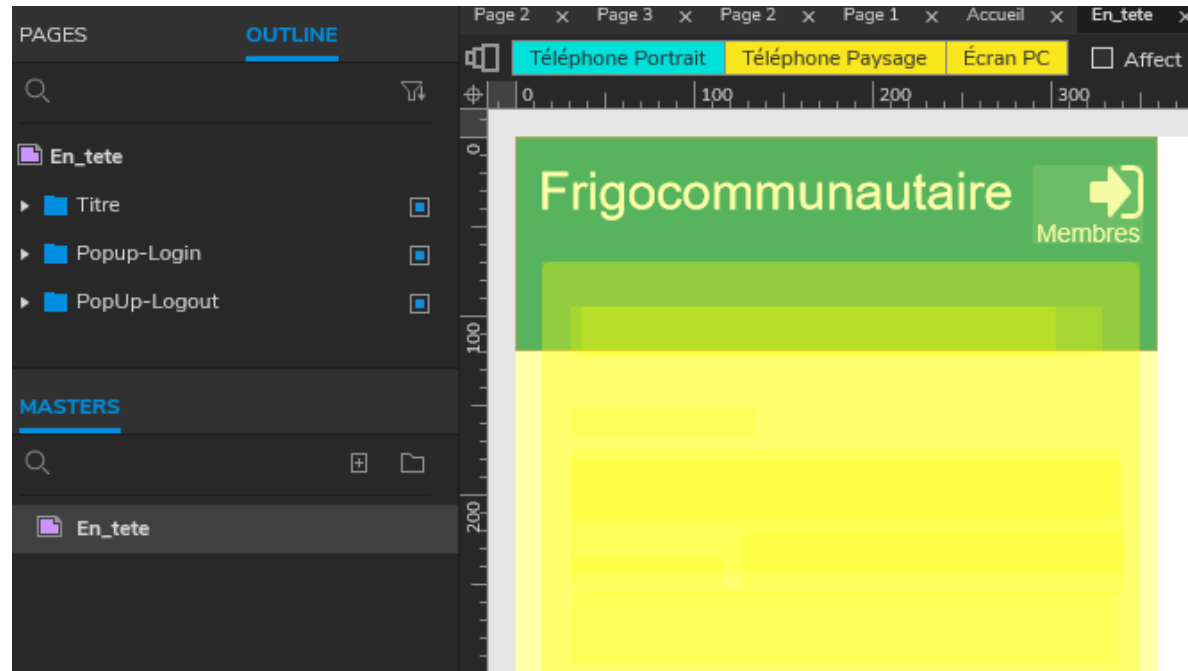 PAGES OUTLINE
En_tete
Titre
Popup-Login
PopUp-Logout
MASTERS
En_tete
Page 2 x Page 3 x Page 2 x Page 1 x Accueil x En_tete x
Téléphone Portrait Téléphone Paysage Écran PC Affect
0 100 200 300
0
100
200
Frigocommunautaire
Membres